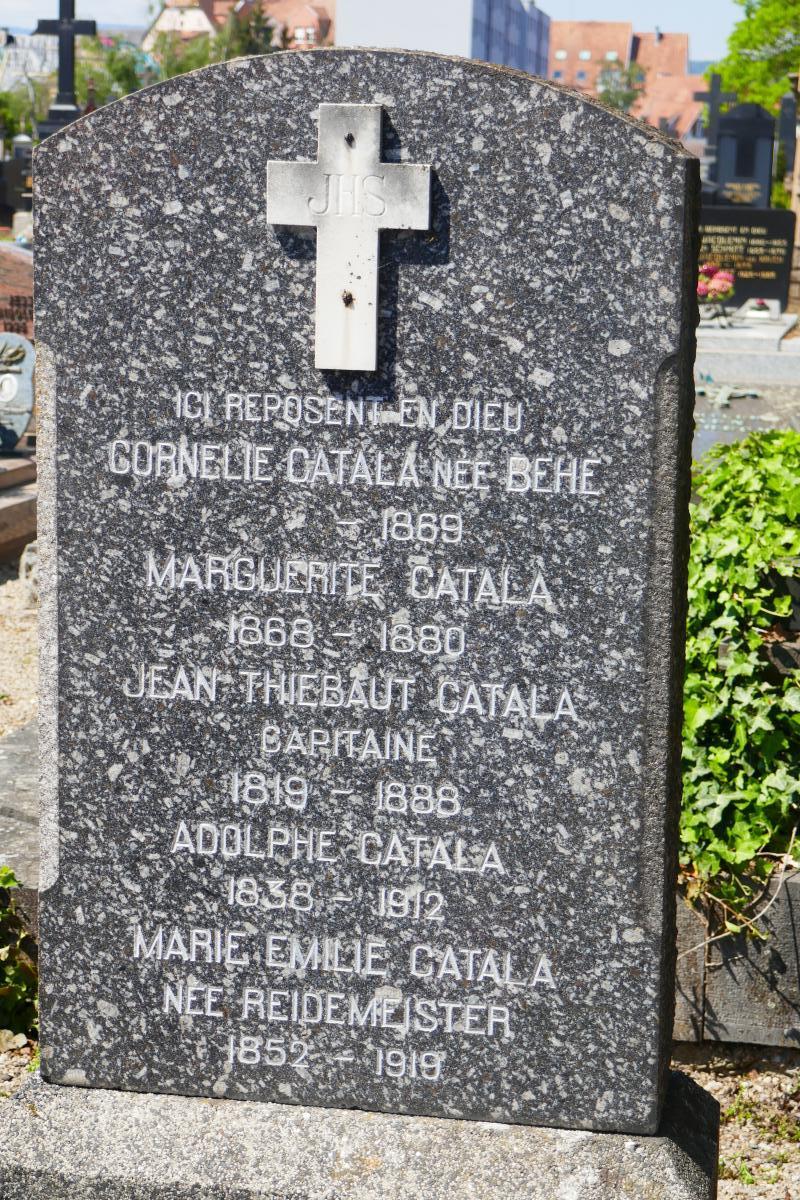 JHS
ICI REPOSENT EN DIEU
CORNELIE CATALA NÉE BEHE
– 1869
MARGUERITE CATALA
1868 – 1880
JEAN THIEBAUT CATALA
CAPITAINE
1819 – 1888
ADOLPHE CATALA
1838 – 1912
MARIE EMILIE CATALA
NÉE REIDEMEISTER
1852 – 1919